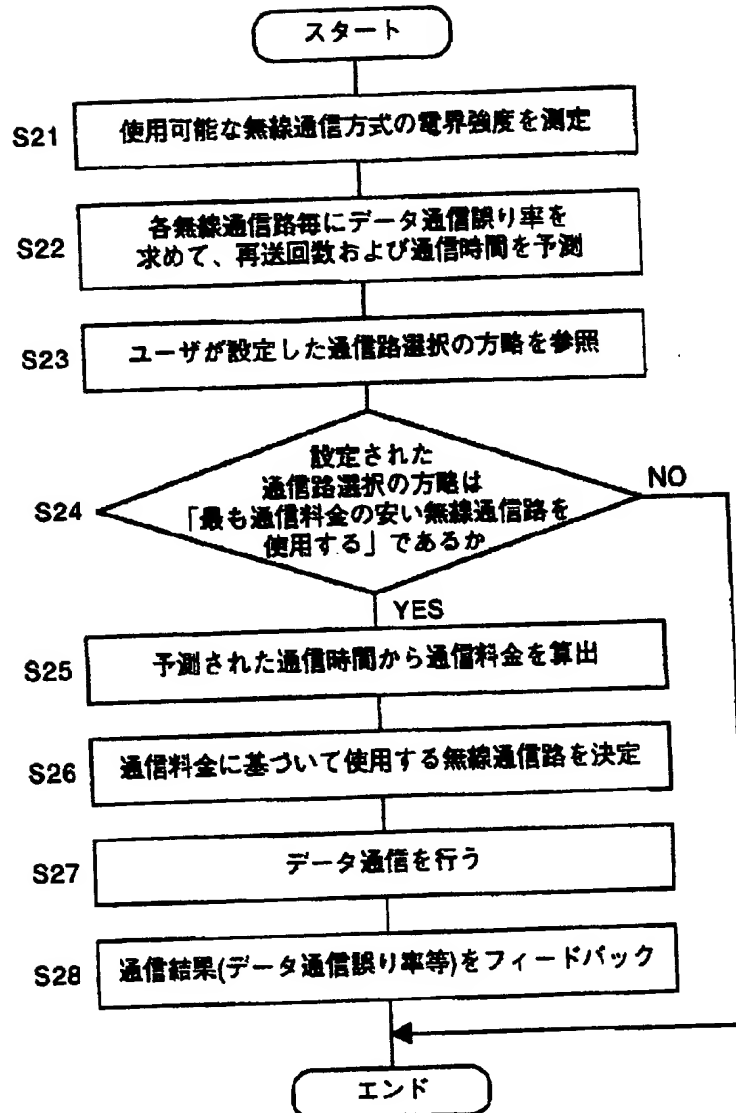 スタート
S21
使用可能な無線通信方式の電界強度を測定
S22
各無線通信路毎にデータ通信誤り率を
求めて、再送回数および通信時間を予測
S23
ユーザが設定した通信路選択の方略を参照
S24
設定された
通信路選択の方略は
「最も通信料金の安い無線通信路を
使用する」であるか
NO
YES
S25
予測された通信時間から通信料金を算出
S26
通信料金に基づいて使用する無線通信路を決定
S27
データ通信を行う
S28
通信結果(データ通信誤り率等)をフィードバック
エンド